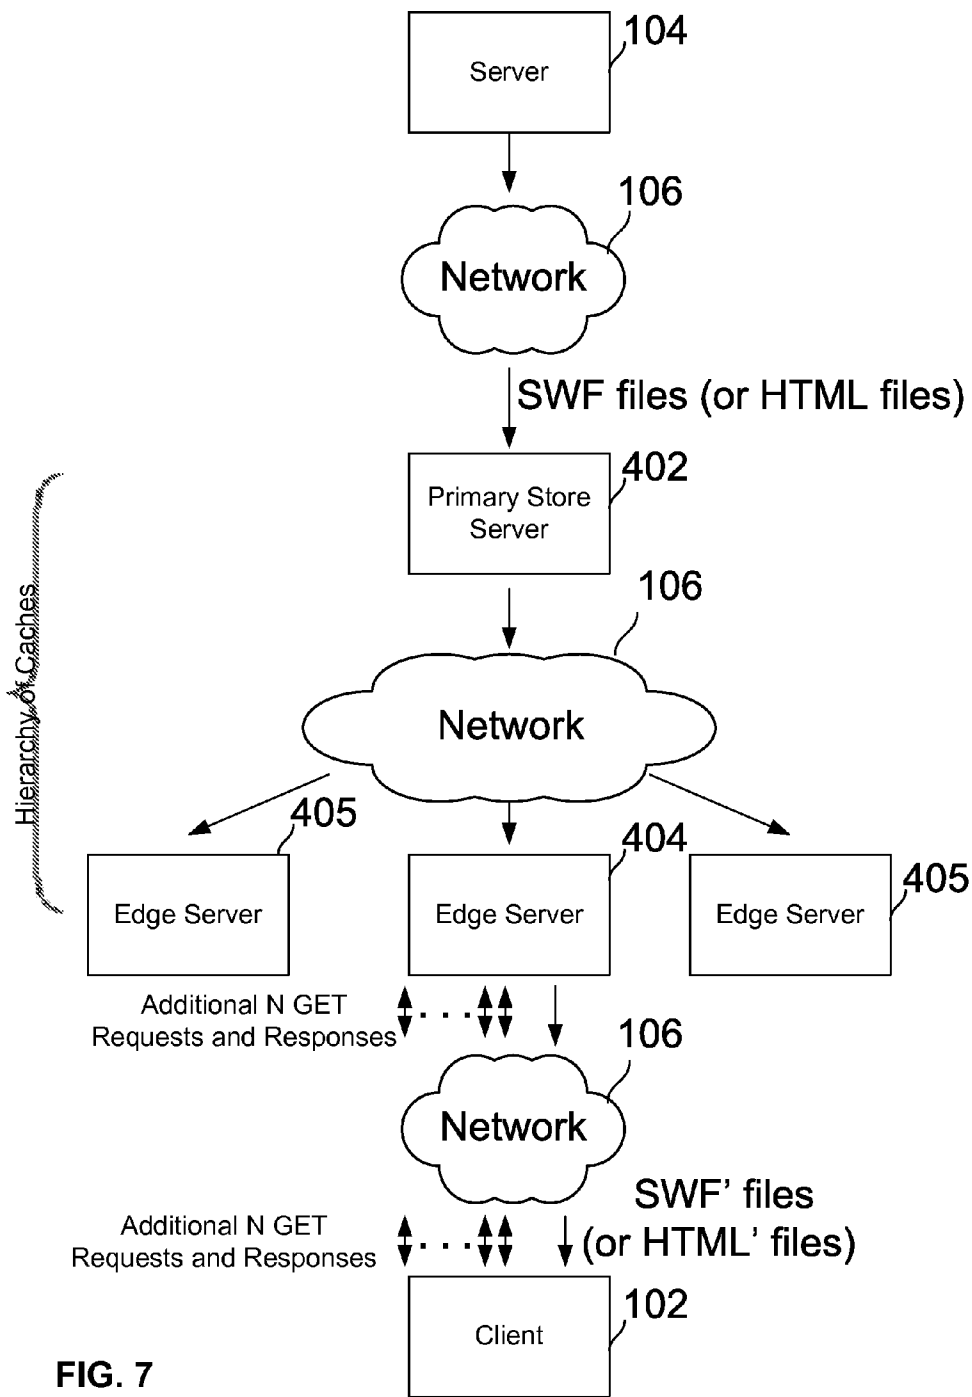 104
Server
106
Network
SWF files (or HTML files)
402
Primary Store
Server
106
Network
Hierarchy of Caches
405
404
405
Edge Server
Edge Server
Edge Server
Additional N GET
Requests and Responses
. . .
106
Network
SWF' files
(or HTML' files)
Additional N GET
Requests and Responses
. . .
102
Client
FIG. 7